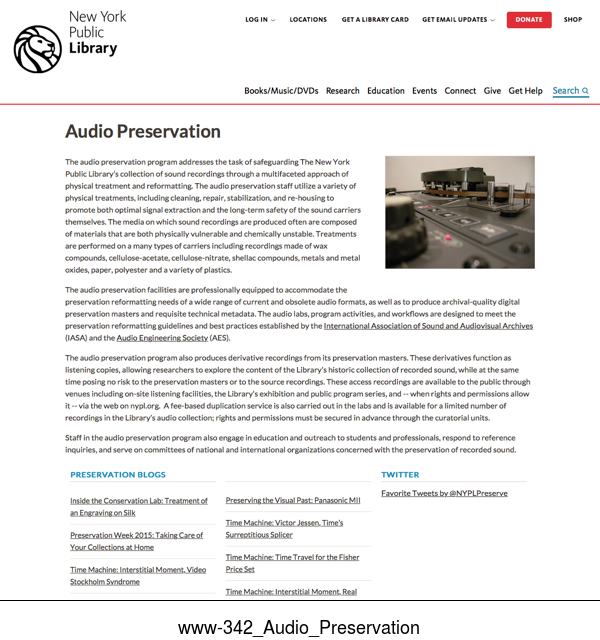 New York
Public
Library
LOG IN
LOCATIONS
GET A LIBRARY CARD
GET EMAIL UPDATES
DONATE
SHOP
Books/Music/DVDs
Research
Education
Events
Connect
Give
Get Help
Search
Audio Preservation
The audio preservation program addresses the task of safeguarding The New York
Public Library's collection of sound recordings through a multifaceted approach of
physical treatment and reformatting. The audio preservation staff utilize a variety of
physical treatments, including cleaning, repair, stabilization, and re-housing to
promote both optimal signal extraction and the long-term safety of the sound carriers
themselves. The media on which sound recordings are produced often are composed
of materials that are both physically vulnerable and chemically unstable. Treatments
are performed on a many types of carriers including recordings made of wax
compounds, cellulose-acetate, cellulose-nitrate, shellac compounds, metals and metal
oxides, paper, polyester and a variety of plastics.
The audio preservation facilities are professionally equipped to accommodate the
preservation reformatting needs of a wide range of current and obsolete audio formats, as well as to produce archival-quality digital
preservation masters and requisite technical metadata. The audio labs, program activities, and workflows are designed to meet the
preservation reformatting guidelines and best practices established by the International Association of Sound and Audiovisual Archives
(IASA) and the Audio Engineering Society (AES).
The audio preservation program also produces derivative recordings from its preservation masters. These derivatives function as
listening copies, allowing researchers to explore the content of the Library's historic collection of recorded sound, while at the same
time posing no risk to the preservation masters or to the source recordings. These access recordings are available to the public through
venues including on-site listening facilities, the Library's exhibition and public program series, and -- when rights and permissions allow
it -- via the web on nypl.org. A fee-based duplication service is also carried out in the labs and is available for a limited number of
recordings in the Library's audio collection; rights and permissions must be secured in advance through the curatorial units.
Staff in the audio preservation program also engage in education and outreach to students and professionals, respond to reference
inquiries, and serve on committees of national and international organizations concerned with the preservation of recorded sound.
PRESERVATION BLOGS
Inside the Conservation Lab: Treatment of
an Engraving on Silk
Preservation Week 2015: Taking Care of
Your Collections at Home
Time Machine: Interstitial Moment, Video
Stockholm Syndrome
Preserving the Visual Past: Panasonic MII
Time Machine: Victor Jessen, Time's
Surreptitious Splicer
Time Machine: Time Travel for the Fisher
Price Set
Time Machine: Interstitial Moment, Real
TWITTER
Favorite Tweets by @NYPLPreserve
www-342_Audio_Preservation